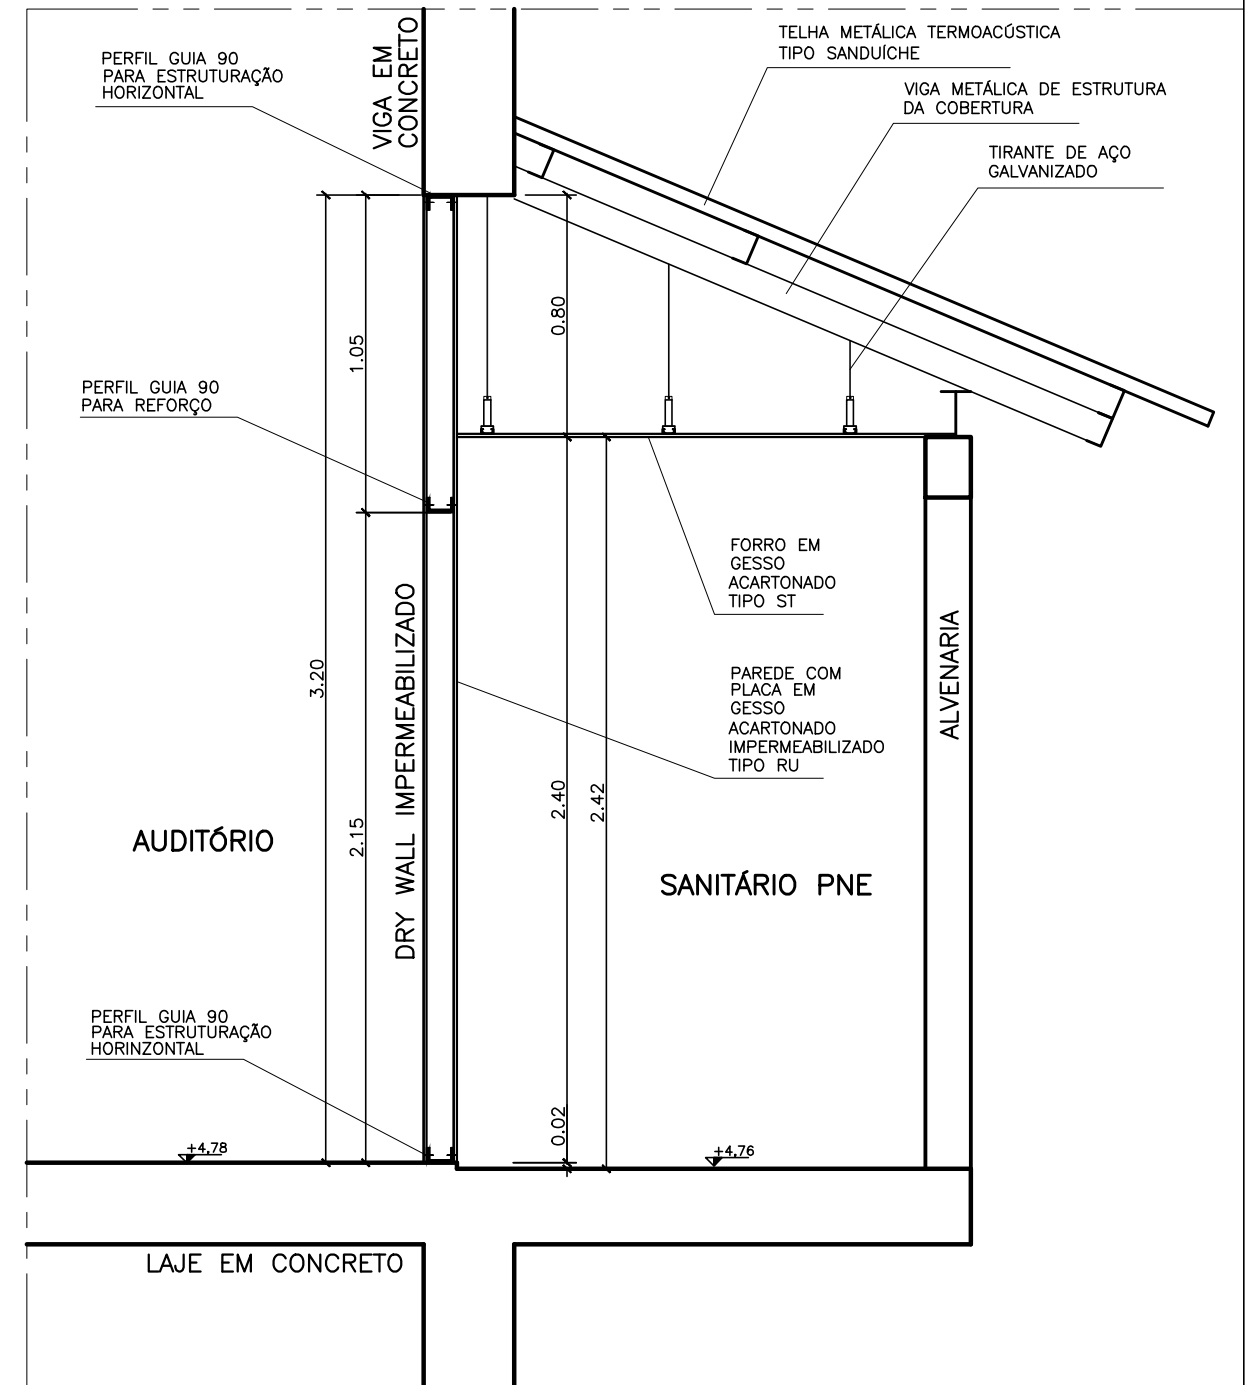 PERFIL GUIA 90
PARA ESTRUTURAÇÃO
HORIZONTAL
VIGA EM
CONCRETO
TELHA METÁLICA TERMOACÚSTICA
TIPO SANDUÍCHE
VIGA METÁLICA DE ESTRUTURA
DA COBERTURA
TIRANTE DE AÇO
GALVANIZADO
0.80
1.05
PERFIL GUIA 90
PARA REFORÇO
FORRO EM
GESSO
ACARTONADO
TIPO ST
3.20
DRY WALL IMPERMEABILIZADO
ALVENARIA
PAREDE COM
PLACA EM
GESSO
ACARTONADO
IMPERMEABILIZADO
TIPO RU
2.15
2.40
2.42
AUDITÓRIO
SANITÁRIO PNE
PERFIL GUIA 90
PARA ESTRUTURAÇÃO
HORINZONTAL
0.02
+4.78
+4.76
LAJE EM CONCRETO